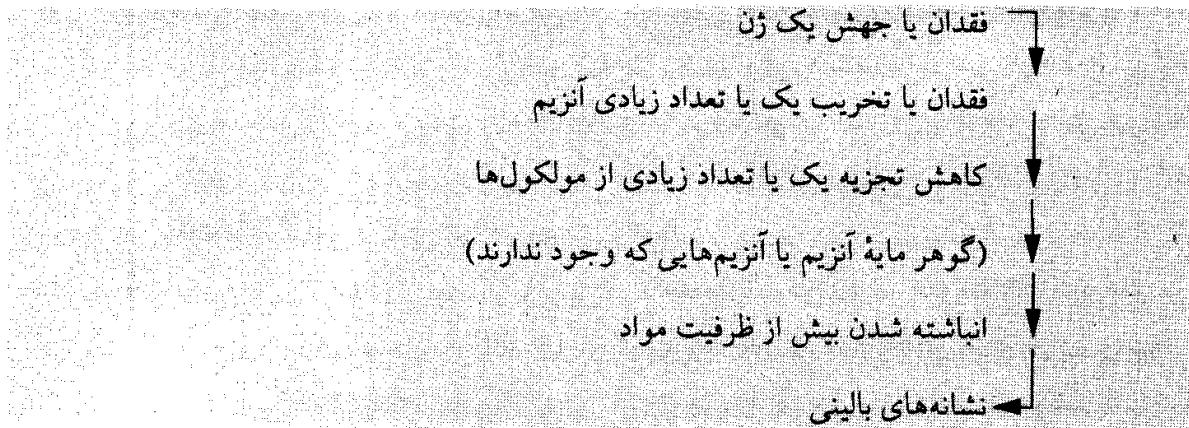 فقدان یا جهش یک ژن
فقدان یا تخریب یک یا تعداد زیادی آنزیم
کاهش تجزیه یک یا تعداد زیادی از مولکول‌ها
(گوهر مایهٔ آنزیم یا آنزیم‌هایی که وجود ندارند)
انباشته شدن بیش از ظرفیت مواد
نشانه‌های بالینی